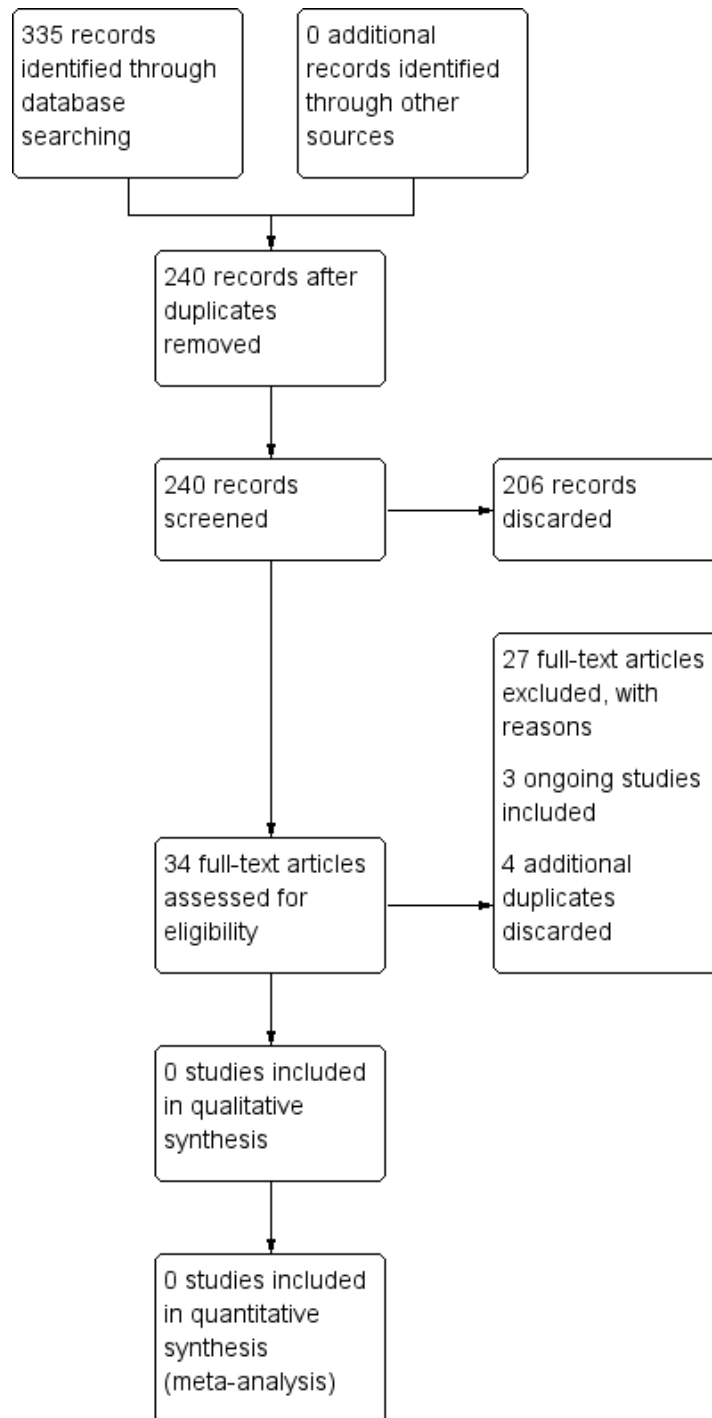 335 records
identified through
database
searching
0 additional
records identified
through other
sources
240 records after
duplicates
removed
240 records
screened
206 records
discarded
27 full-text articles
excluded, with
reasons
3 ongoing studies
included
4 additional
duplicates
discarded
34 full-text articles
assessed for
eligibility
0 studies included
in qualitative
synthesis
0 studies included
in quantitative
synthesis
(meta-analysis)